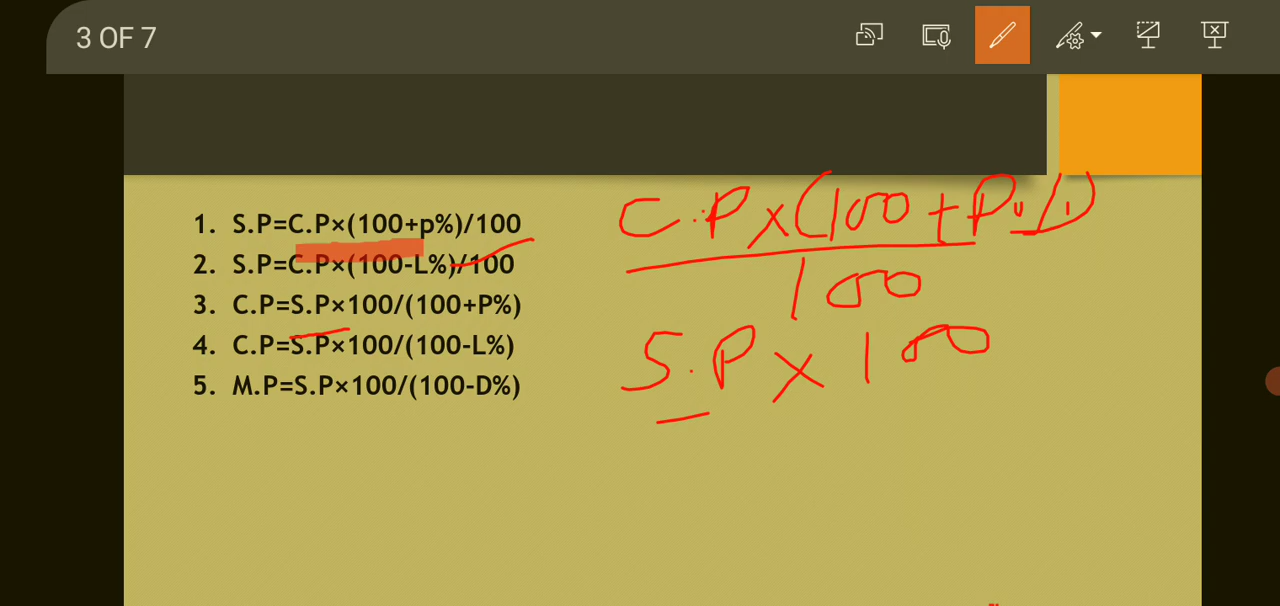 3 OF 7
1. S.P=C.P×(100+p%)/100
2. S.P=C.P×(100-L%)/100
3. C.P=S.P×100/(100+P%)
4. C.P=S.P×100/(100-L%)
5. M.P=S.P×100/(100-D%)
C.P×(100+P%)
100
S.P×100